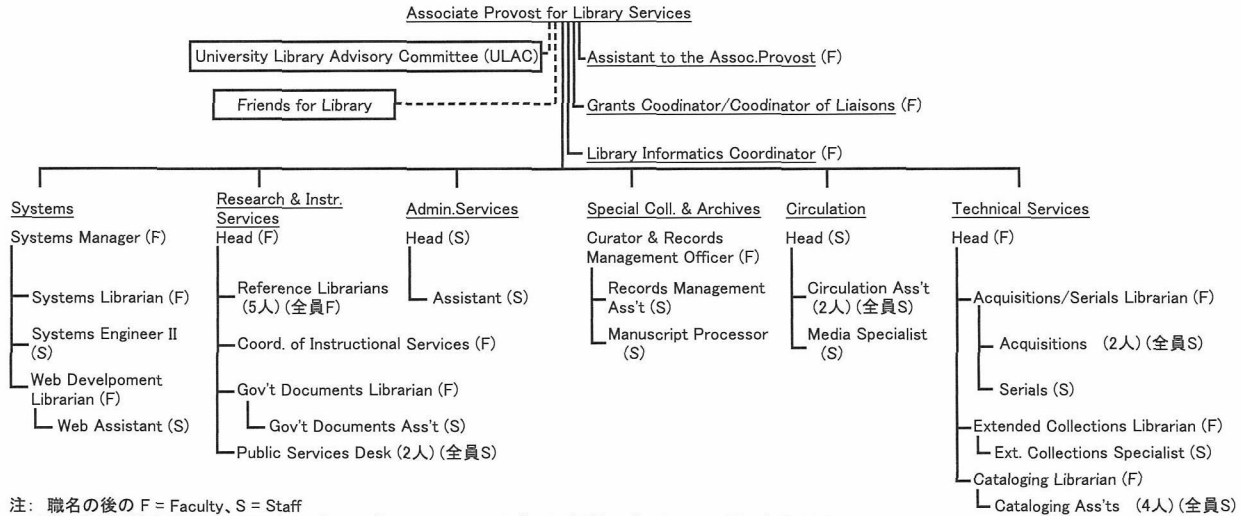 Associate Provost for Library Services
University Library Advisory Committee (ULAC)
Assistant to the Assoc.Provost (F)
Friends for Library
Grants Coodinator/Coodinator of Liaisons (F)
Library Informatics Coordinator (F)
Systems
Systems Manager (F)
Systems Librarian (F)
Systems Engineer II
(S)
Web Develpoment
Librarian (F)
Web Assistant (S)
Research & Instr.
Services
Head (F)
Reference Librarians
(5人) (全員F)
Coord. of Instructional Services (F)
Gov't Documents Librarian (F)
Gov't Documents Ass't (S)
Public Services Desk (2人) (全員S)
Admin.Services
Head (S)
Assistant (S)
Special Coll. & Archives
Curator & Records
Management Officer (F)
Records Management
Ass't (S)
Manuscript Processor
(S)
Circulation
Head (S)
Circulation Ass't
(2人) (全員S)
Media Specialist
(S)
Technical Services
Head (F)
Acquisitions/Serials Librarian (F)
Acquisitions (2人) (全員S)
Serials (S)
Extended Collections Librarian (F)
Ext. Collections Specialist (S)
Cataloging Librarian (F)
Cataloging Ass'ts (4人) (全員S)
注: 職名の後の F = Faculty、S = Staff